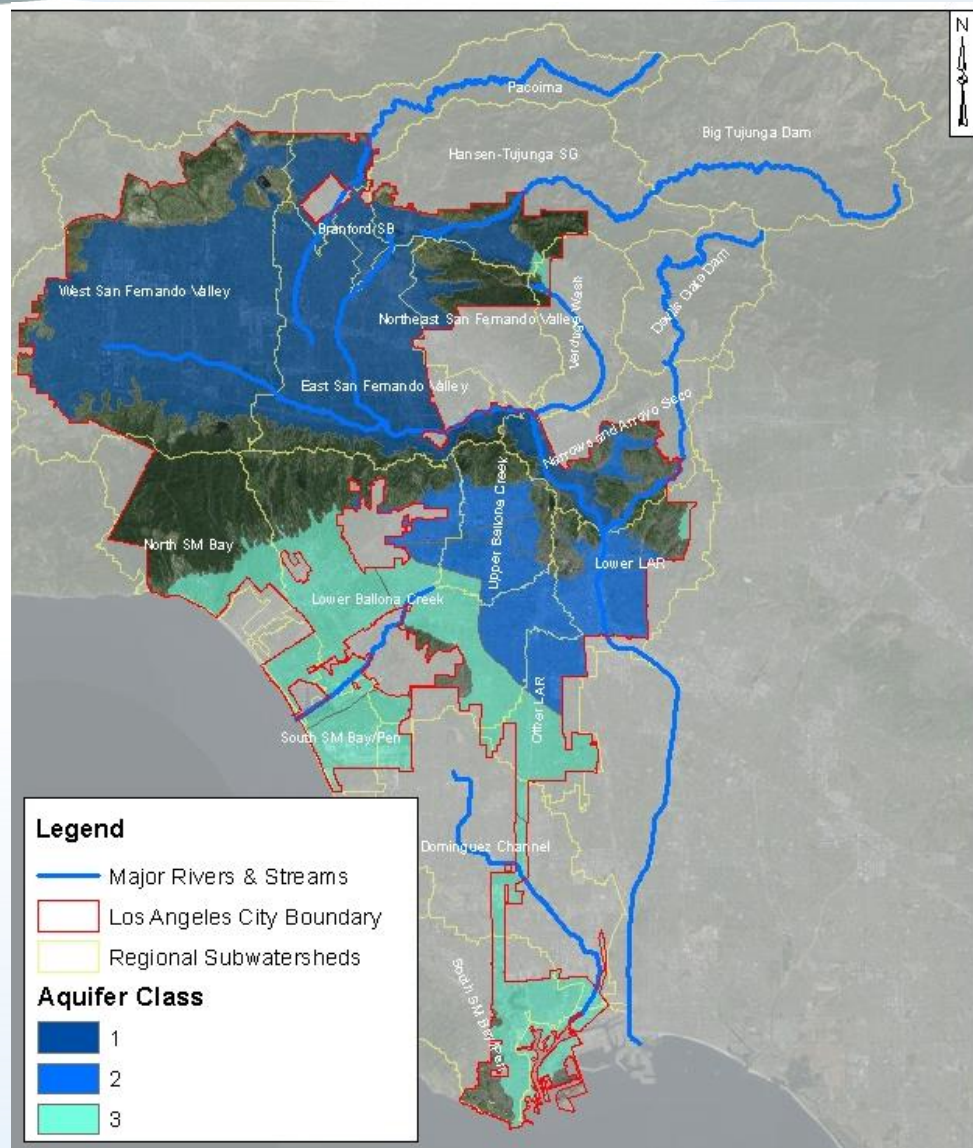 N
Pacoima
Big Tujunga Dam
Hansen-Tujunga SG
Branford/SB
West San Fernando Valley
Devils Gate Dam
Northeast San Fernando Valley
Verdugo Wash
East San Fernando Valley
Narrows and Arroyo Seco
North SM Bay
Upper Ballona Creek
Lower LAR
Lower Ballona Creek
Other LAR
South SM Bay/Pen
Dominguez Channel
South SM Bay/Pen
Legend
Major Rivers & Streams
Los Angeles City Boundary
Regional Subwatersheds
Aquifer Class
1
2
3